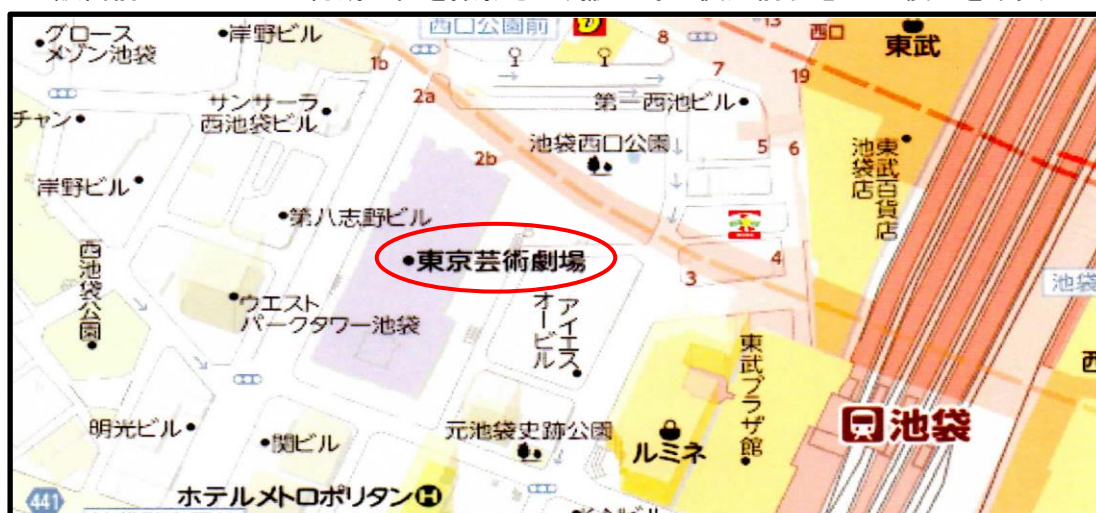 グロース
メゾン池袋
岸野ビル
西口公園前
8
13
西口
東武
1b
7
19
2a
サンサーラ
西池袋ビル
第一西池ビル
チャン
2b
池袋西口公園
5
6
東武百貨店
池袋店
岸野ビル
第八志野ビル
西池袋公園
東京芸術劇場
3
4
池袋
ウエスト
パークタワー池袋
アイエス
オービル
東武プラザ館
西
池袋
明光ビル
関ビル
元池袋史跡公園
ルミネ
441
ホテルメトロポリタン
H